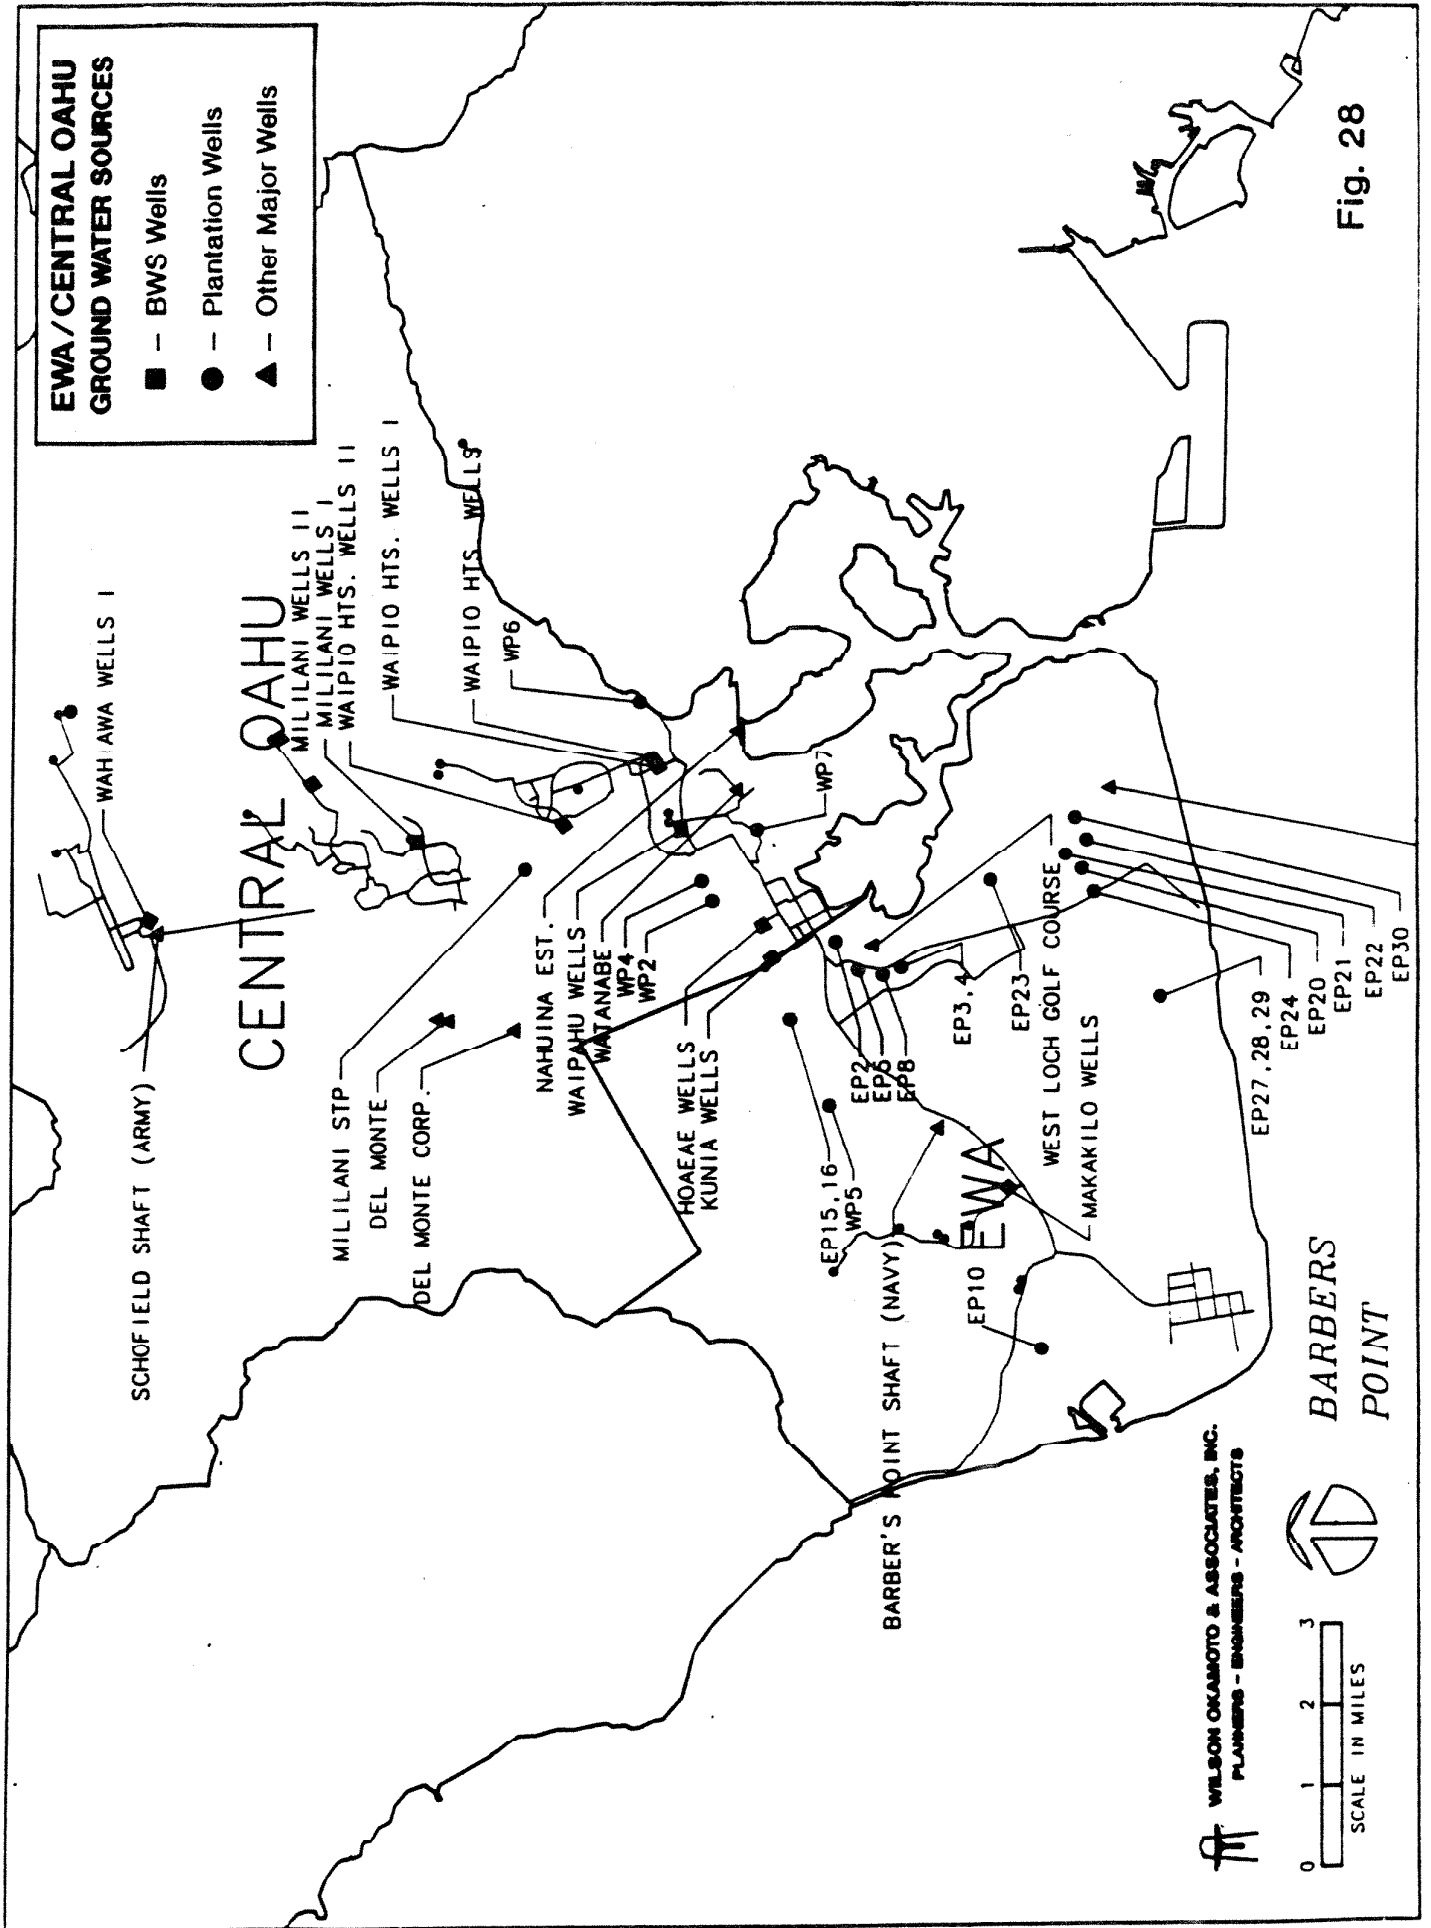 EWA/CENTRAL OAHU
GROUND WATER SOURCES
■ – BWS Wells
● – Plantation Wells
▲ – Other Major Wells
WAH AWA WELLS I
SCHOFIELD SHAFT (ARMY)
CENTRAL OAHU
MILILANI WELLS II
MILILANI WELLS I
WAIPIO HTS. WELLS II
WAIPIO HTS. WELLS I
WAIPIO HTS. WELLS
WP6
MILILANI STP
DEL MONTE
DEL MONTE CORP.
NAHUINA EST.
WAIPAHU WELLS
WATANABE
WP4
WP2
HOAEAE WELLS
KUNIA WELLS
WP7
EP15,16
WP5
EP2
EP5
EP8
BARBER'S POINT SHAFT (NAVY)
EP3,4
EP10
EWA
EP23
WEST LOCH GOLF COURSE
MAKAKILO WELLS
EP27,28,29
EP24
EP20
EP21
EP22
EP30
BARBERS
POINT
WILSON OKAMOTO & ASSOCIATES, INC.
PLANNERS - ENGINEERS - ARCHITECTS
0 1 2 3
SCALE IN MILES
Fig. 28